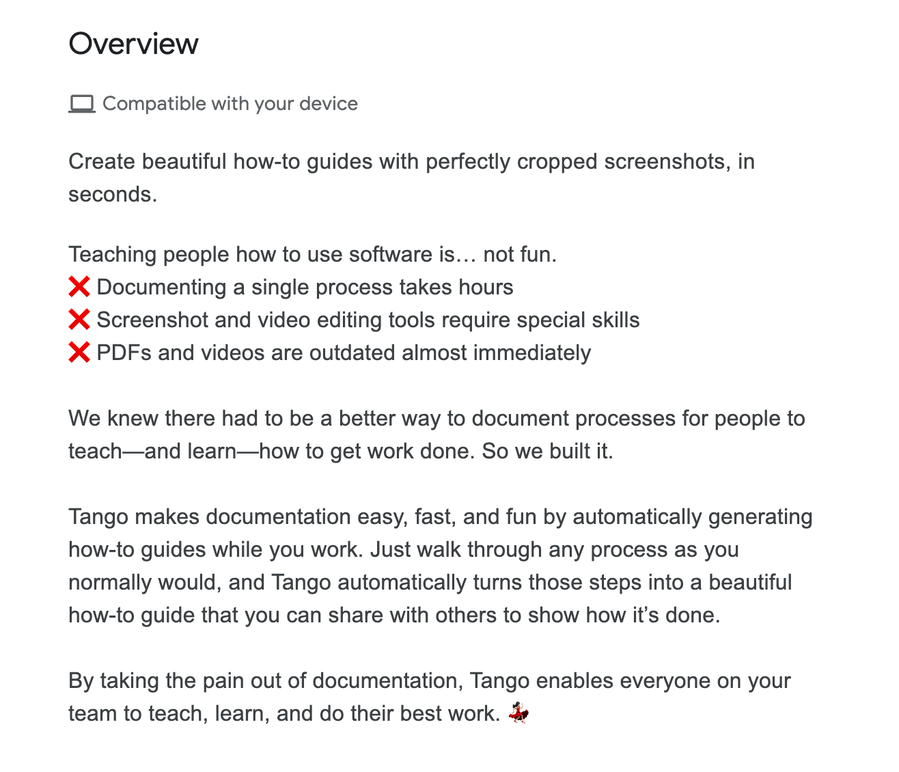 Overview
Compatible with your device
Create beautiful how-to guides with perfectly cropped screenshots, in
seconds.
Teaching people how to use software is… not fun.
❌ Documenting a single process takes hours
❌ Screenshot and video editing tools require special skills
❌ PDFs and videos are outdated almost immediately
We knew there had to be a better way to document processes for people to
teach—and learn—how to get work done. So we built it.
Tango makes documentation easy, fast, and fun by automatically generating
how-to guides while you work. Just walk through any process as you
normally would, and Tango automatically turns those steps into a beautiful
how-to guide that you can share with others to show how it’s done.
By taking the pain out of documentation, Tango enables everyone on your
team to teach, learn, and do their best work. 💃